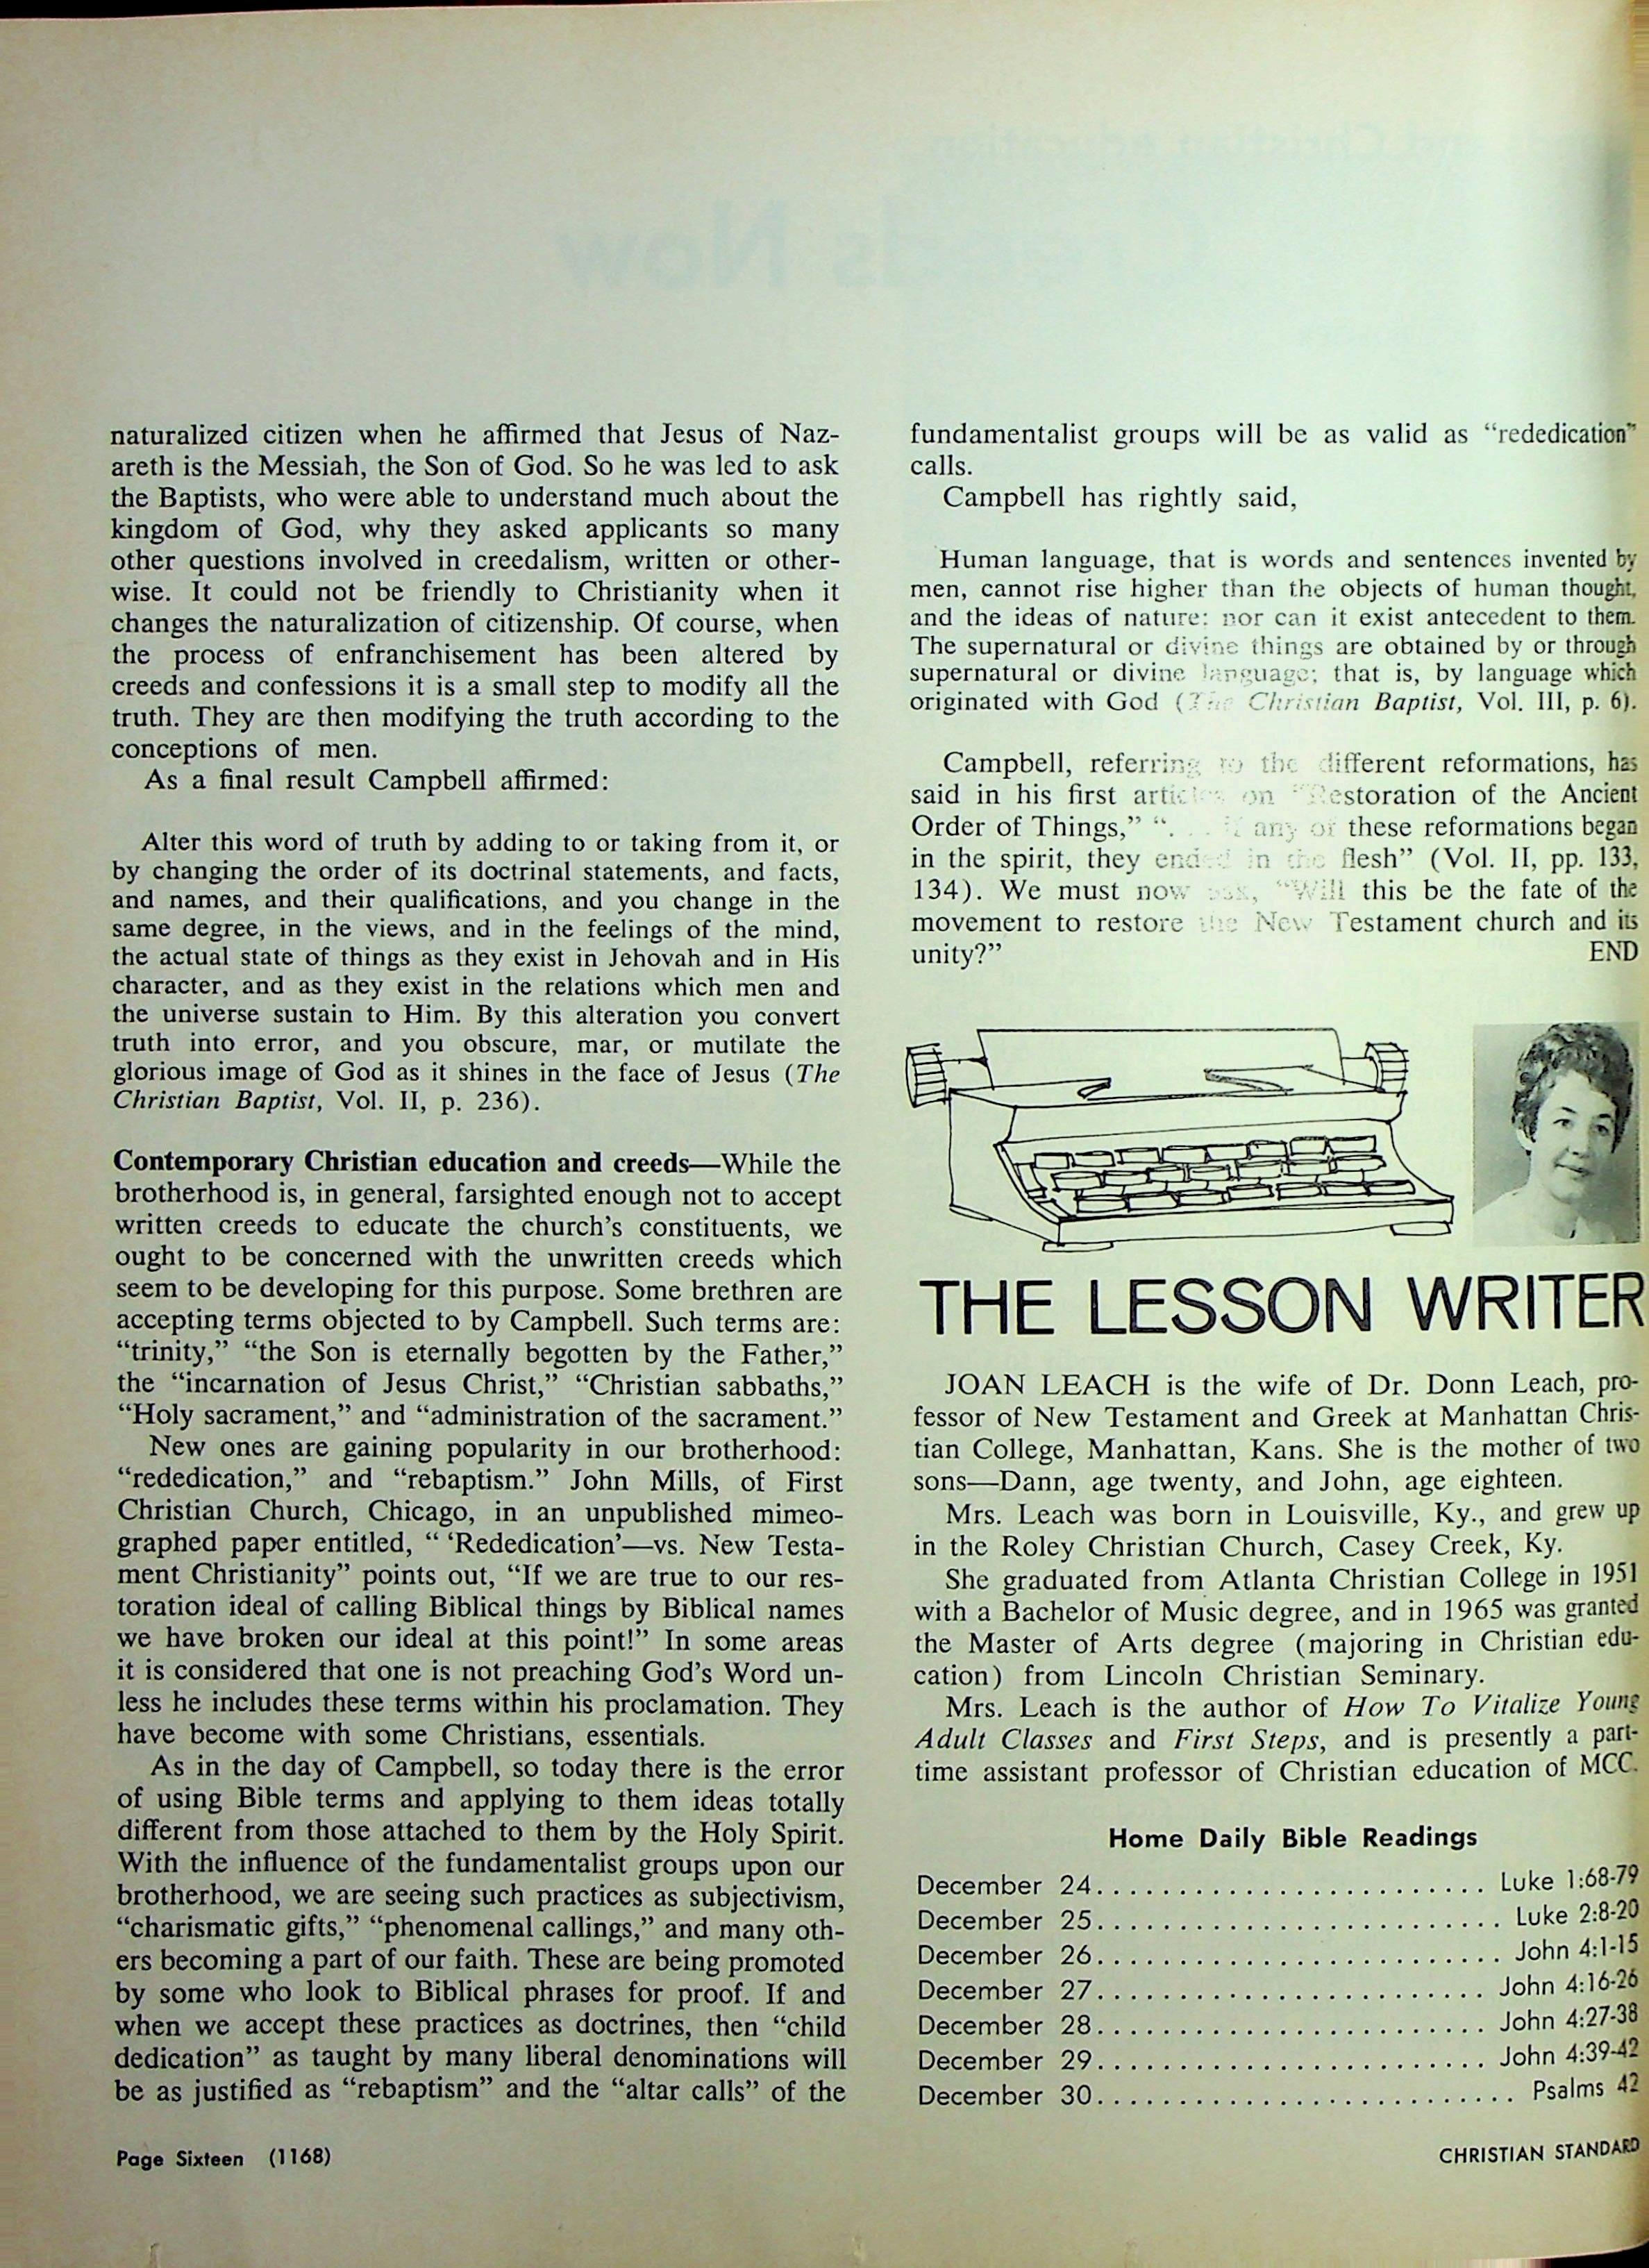 naturalized citizen when he affirmed that Jesus of Naz-
areth is the Messiah, the Son of God. So he was led to ask
the Baptists, who were able to understand much about the
kingdom of God, why they asked applicants so many
other questions involved in creedalism, written or other-
wise. It could not be friendly to Christianity when it
changes the naturalization of citizenship. Of course, when
the process of enfranchisement has been altered by
creeds and confessions it is a small step to modify all the
truth. They are then modifying the truth according to the
conceptions of men.
As a final result Campbell affirmed:
Alter this word of truth by adding to or taking from it, or
by changing the order of its doctrinal statements, and facts,
and names, and their qualifications, and you change in the
same degree, in the views, and in the feelings of the mind,
the actual state of things as they exist in Jehovah and in His
character, and as they exist in the relations which men and
the universe sustain to Him. By this alteration you convert
truth into error, and you obscure, mar, or mutilate the
glorious image of God as it shines in the face of Jesus (The
Christian Baptist, Vol. II, p. 236).
Contemporary Christian education and creeds—While the
brotherhood is, in general, farsighted enough not to accept
written creeds to educate the church's constituents, we
ought to be concerned with the unwritten creeds which
seem to be developing for this purpose. Some brethren are
accepting terms objected to by Campbell. Such terms are:
“trinity,” “the Son is eternally begotten by the Father,”
the “incarnation of Jesus Christ,” “Christian sabbaths,”
“Holy sacrament,” and “administration of the sacrament.”
New ones are gaining popularity in our brotherhood:
“rededication,” and “rebaptism.” John Mills, of First
Christian Church, Chicago, in an unpublished mimeo-
graphed paper entitled, “ ‘Rededication’—vs. New Testa-
ment Christianity” points out, “If we are true to our res-
toration ideal of calling Biblical things by Biblical names
we have broken our ideal at this point!” In some areas
it is considered that one is not preaching God's Word un-
less he includes these terms within his proclamation. They
have become with some Christians, essentials.
As in the day of Campbell, so today there is the error
of using Bible terms and applying to them ideas totally
different from those attached to them by the Holy Spirit.
With the influence of the fundamentalist groups upon our
brotherhood, we are seeing such practices as subjectivism,
“charismatic gifts,” “phenomenal callings,” and many oth-
ers becoming a part of our faith. These are being promoted
by some who look to Biblical phrases for proof. If and
when we accept these practices as doctrines, then “child
dedication” as taught by many liberal denominations will
be as justified as “rebaptism” and the “altar calls” of the
fundamentalist groups will be as valid as “rededication”
calls.
Campbell has rightly said,
Human language, that is words and sentences invented by
men, cannot rise higher than the objects of human thought,
and the ideas of nature: nor can it exist antecedent to them.
The supernatural or divine things are obtained by or through
supernatural or divine language; that is, by language which
originated with God (The Christian Baptist, Vol. III, p. 6).
Campbell, referring to the different reformations, has
said in his first articles on “Restoration of the Ancient
Order of Things,” “. . . if any of these reformations began
in the spirit, they ended in the flesh” (Vol. II, pp. 133,
134). We must now ask, “Will this be the fate of the
movement to restore the New Testament church and its
unity?” END
THE LESSON WRITER
JOAN LEACH is the wife of Dr. Donn Leach, pro-
fessor of New Testament and Greek at Manhattan Chris-
tian College, Manhattan, Kans. She is the mother of two
sons—Dann, age twenty, and John, age eighteen.
Mrs. Leach was born in Louisville, Ky., and grew up
in the Roley Christian Church, Casey Creek, Ky.
She graduated from Atlanta Christian College in 1951
with a Bachelor of Music degree, and in 1965 was granted
the Master of Arts degree (majoring in Christian edu-
cation) from Lincoln Christian Seminary.
Mrs. Leach is the author of How To Vitalize Young
Adult Classes and First Steps, and is presently a part-
time assistant professor of Christian education of MCC.
Home Daily Bible Readings
December 24........................ Luke 1:68-79
December 25......................... Luke 2:8-20
December 26......................... John 4:1-15
December 27........................ John 4:16-26
December 28........................ John 4:27-38
December 29........................ John 4:39-42
December 30.......................... Psalms 42
Page Sixteen (1168)
CHRISTIAN STANDARD